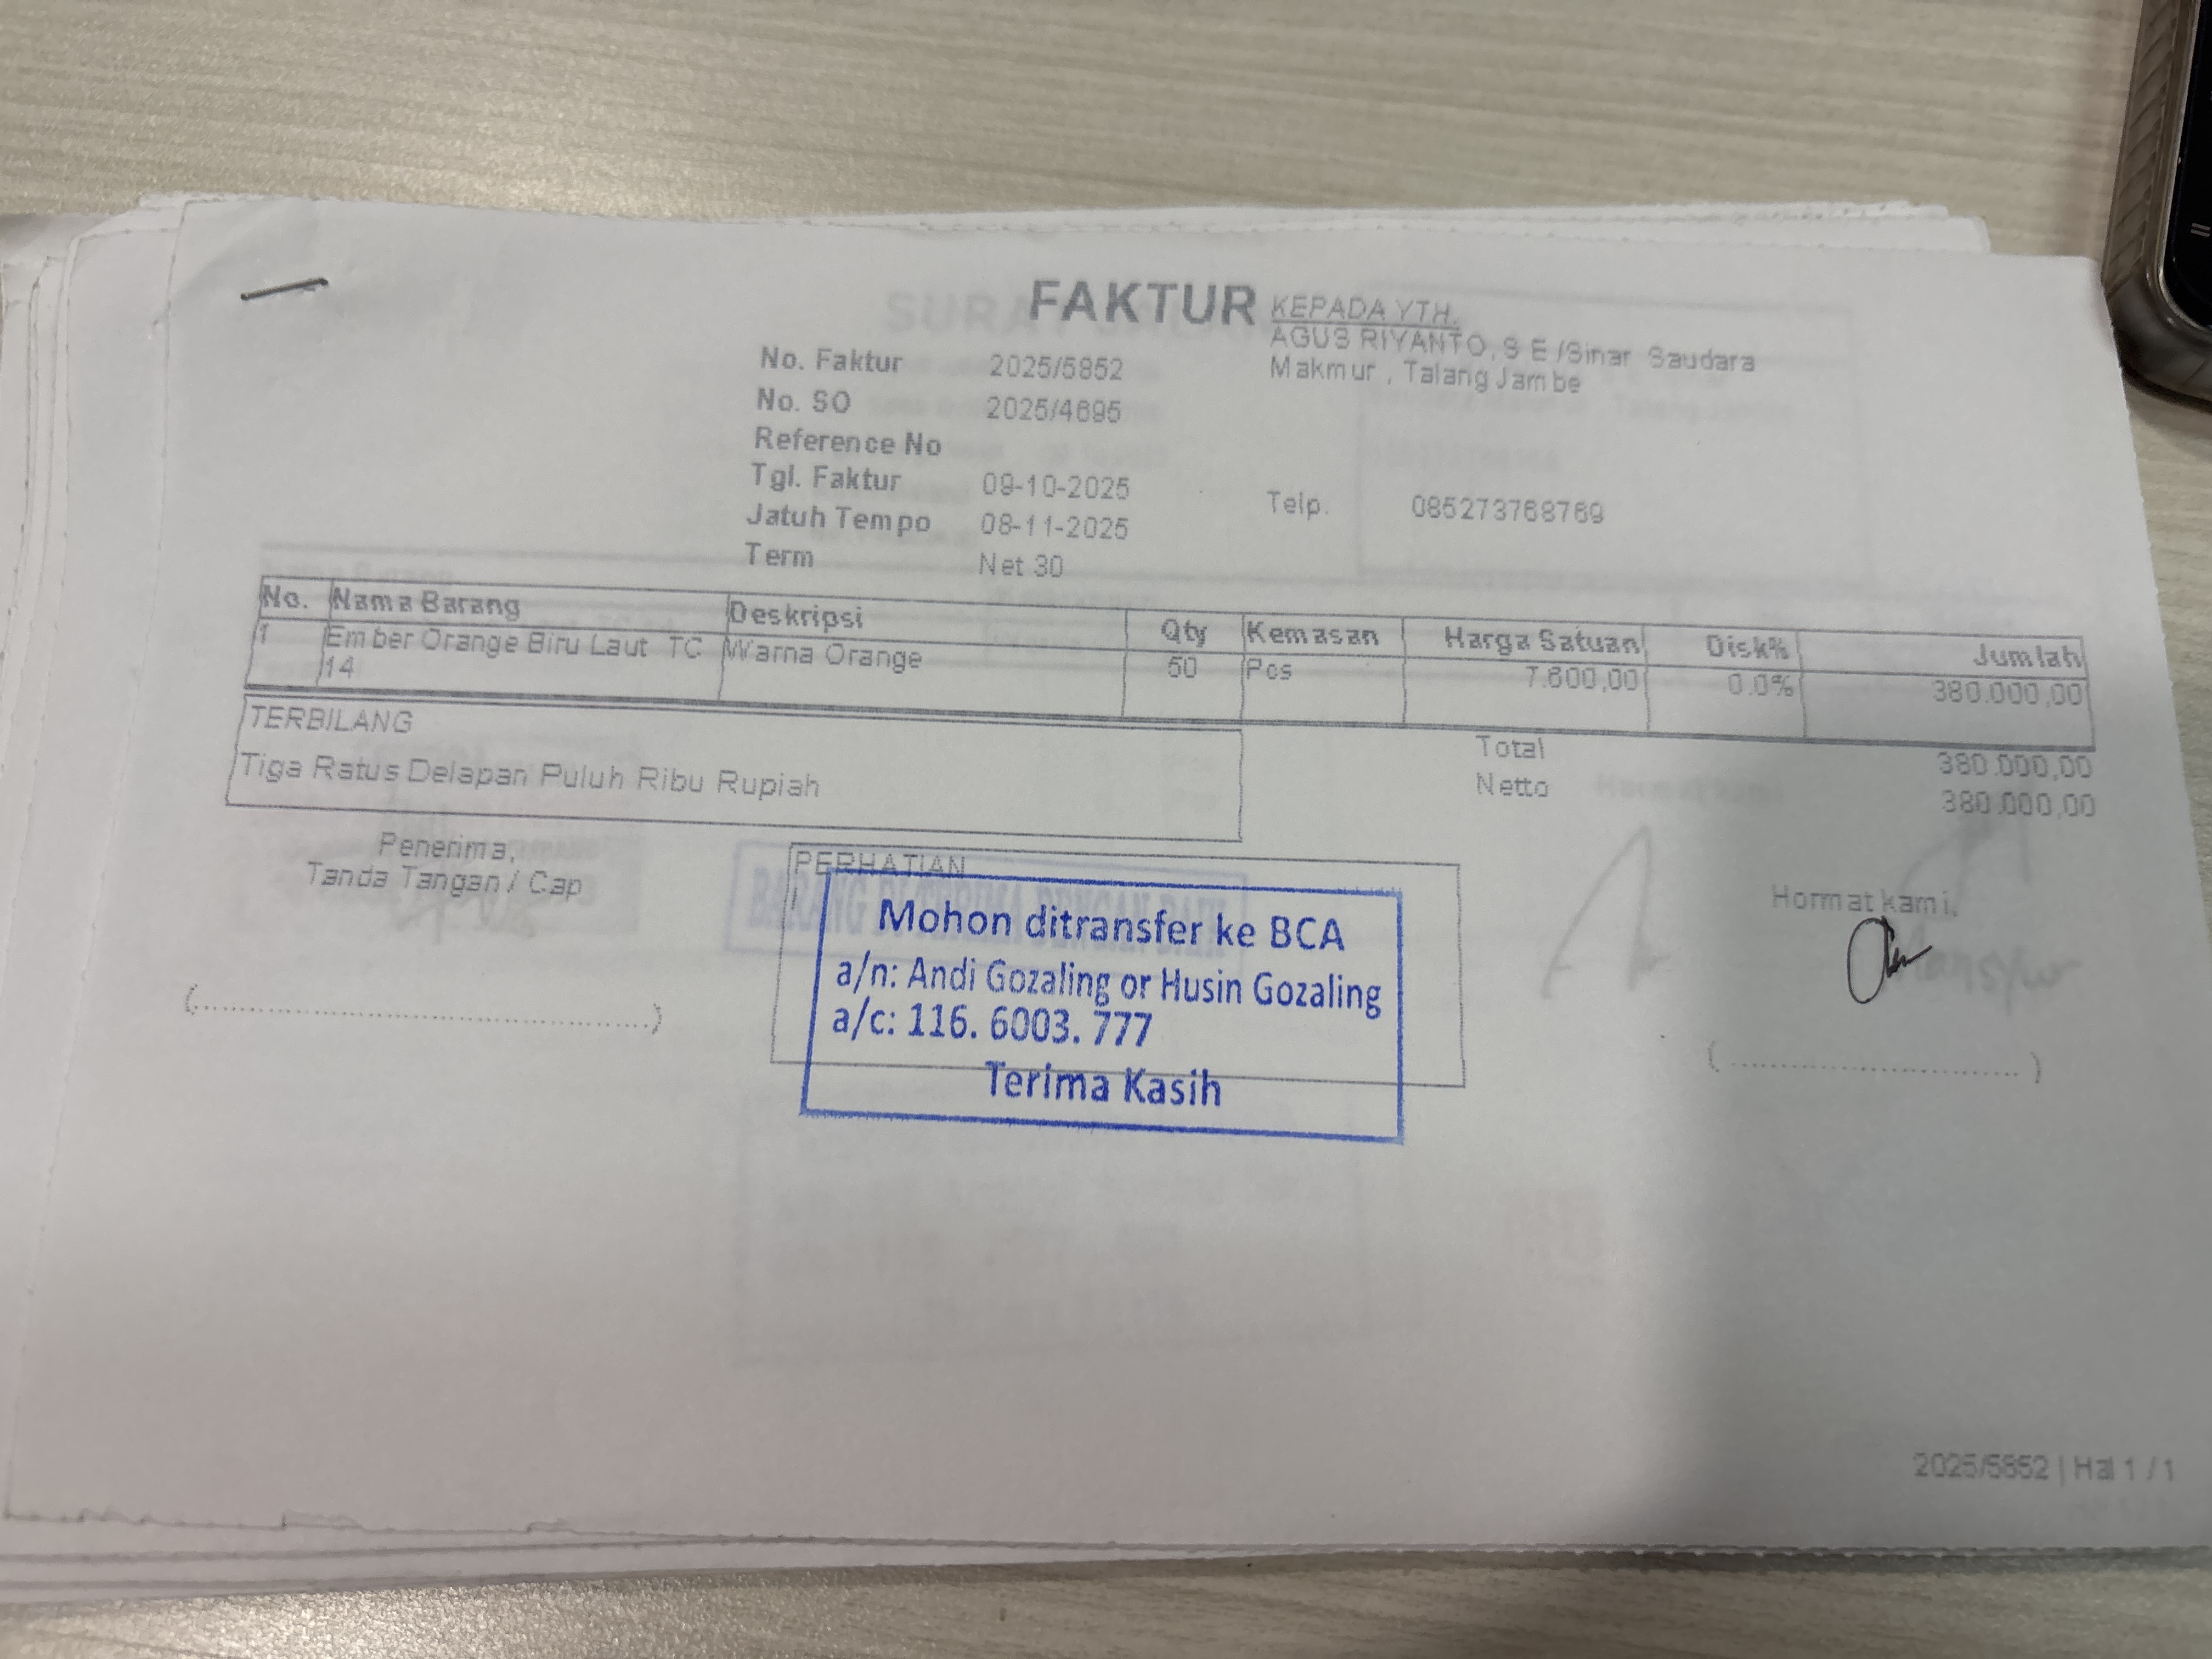 FAKTUR
KEPADA YTH.
AGUS RIYANTO, S E /Sinar Saudara
Makmur , Talang Jambe
Telp. 085273768769
No. Faktur 2025/5852
No. SO 2025/4695
Reference No
Tgl. Faktur 09-10-2025
Jatuh Tempo 08-11-2025
Term Net 30
No. Nama Barang Deskripsi Qty Kemasan Harga Satuan Disk% Jumlah
1 Ember Orange Biru Laut TC Warna Orange 50 Pcs 7.600,00 0.0% 380.000,00
14
TERBILANG
Tiga Ratus Delapan Puluh Ribu Rupiah
Total 380.000,00
Netto 380.000,00
Penerima,
Tanda Tangan / Cap
PERHATIAN
Mohon ditransfer ke BCA
a/n: Andi Gozaling or Husin Gozaling
a/c: 116. 6003. 777
Terima Kasih
Hormat kami,
2025/5852 | Hal 1 / 1